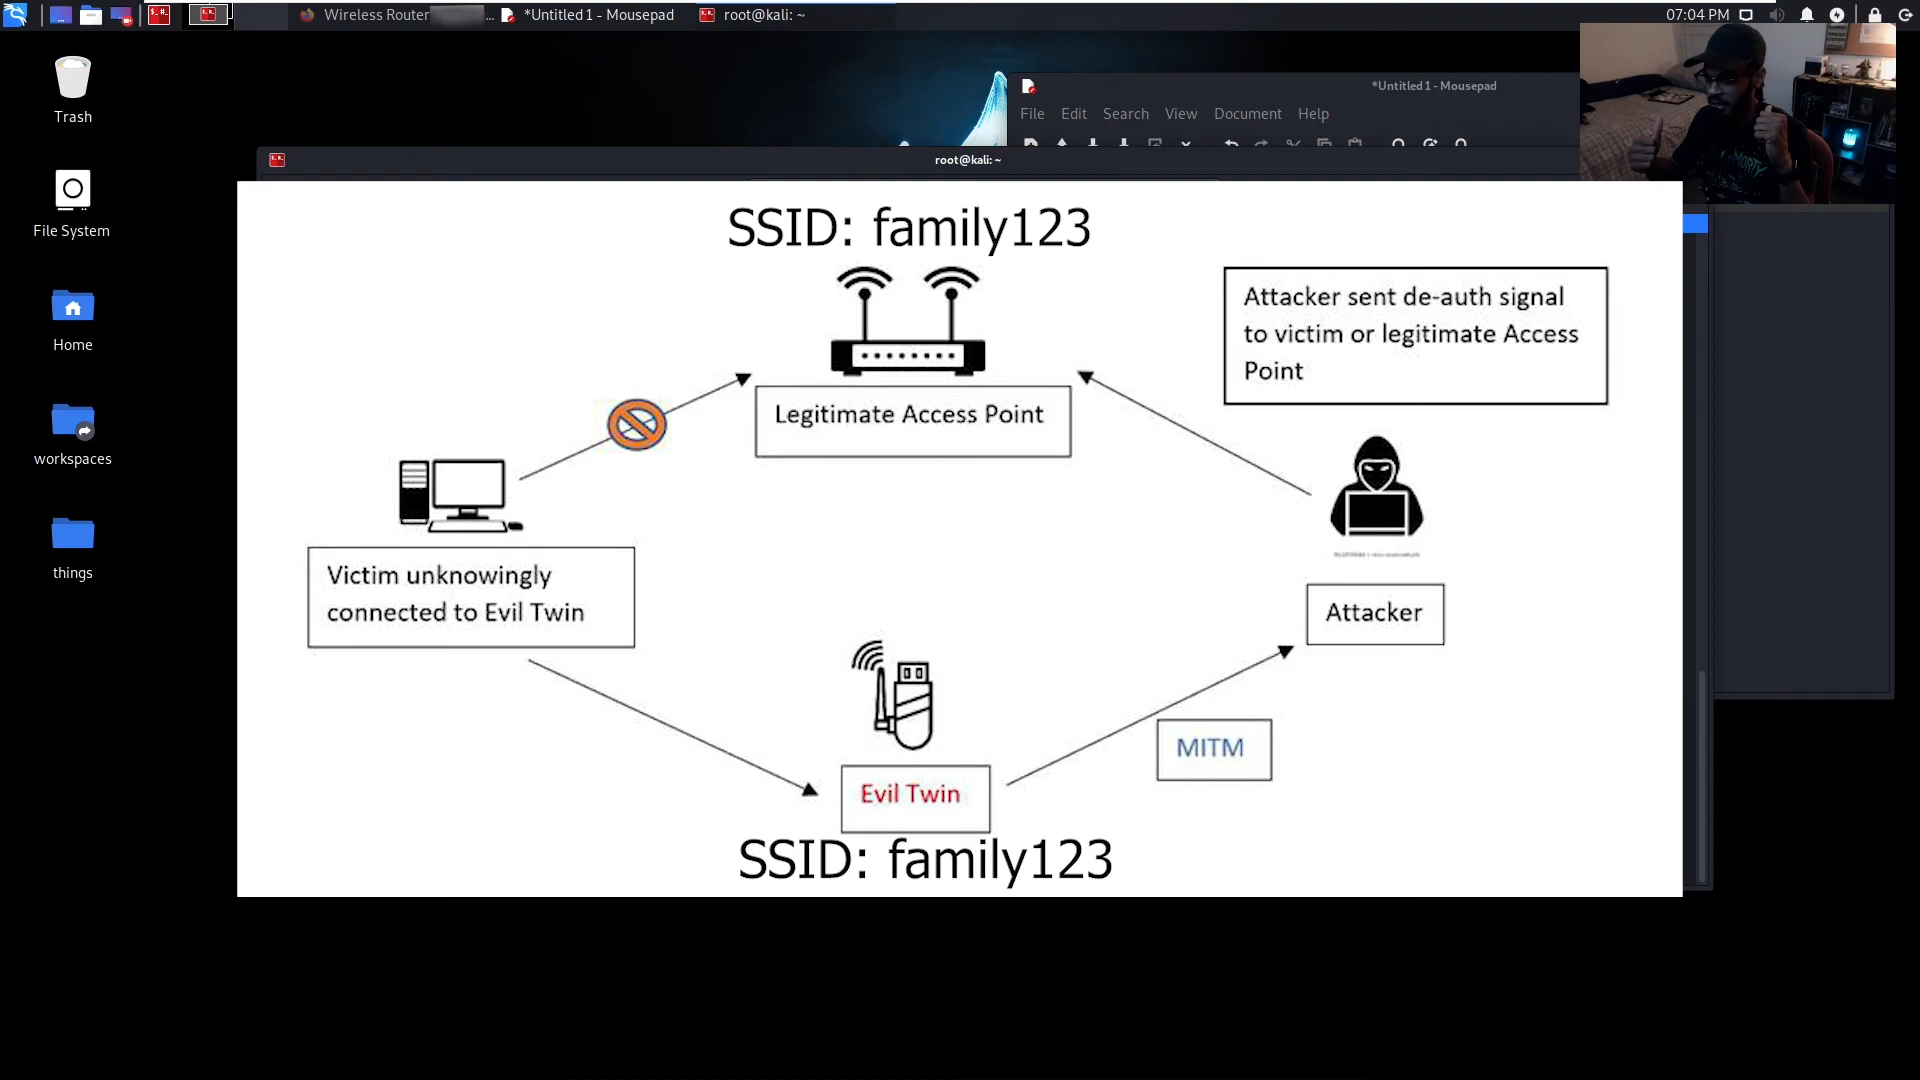 Wireless Router
...
*Untitled 1 - Mousepad
root@kali: ~
07:04 PM
Trash
File System
Home
workspaces
things
*Untitled 1 - Mousepad
File Edit Search View Document Help
root@kali: ~
SSID: family123
Attacker sent de-auth signal
to victim or legitimate Access
Point
Legitimate Access Point
Victim unknowingly
connected to Evil Twin
Attacker
MITM
Evil Twin
SSID: family123